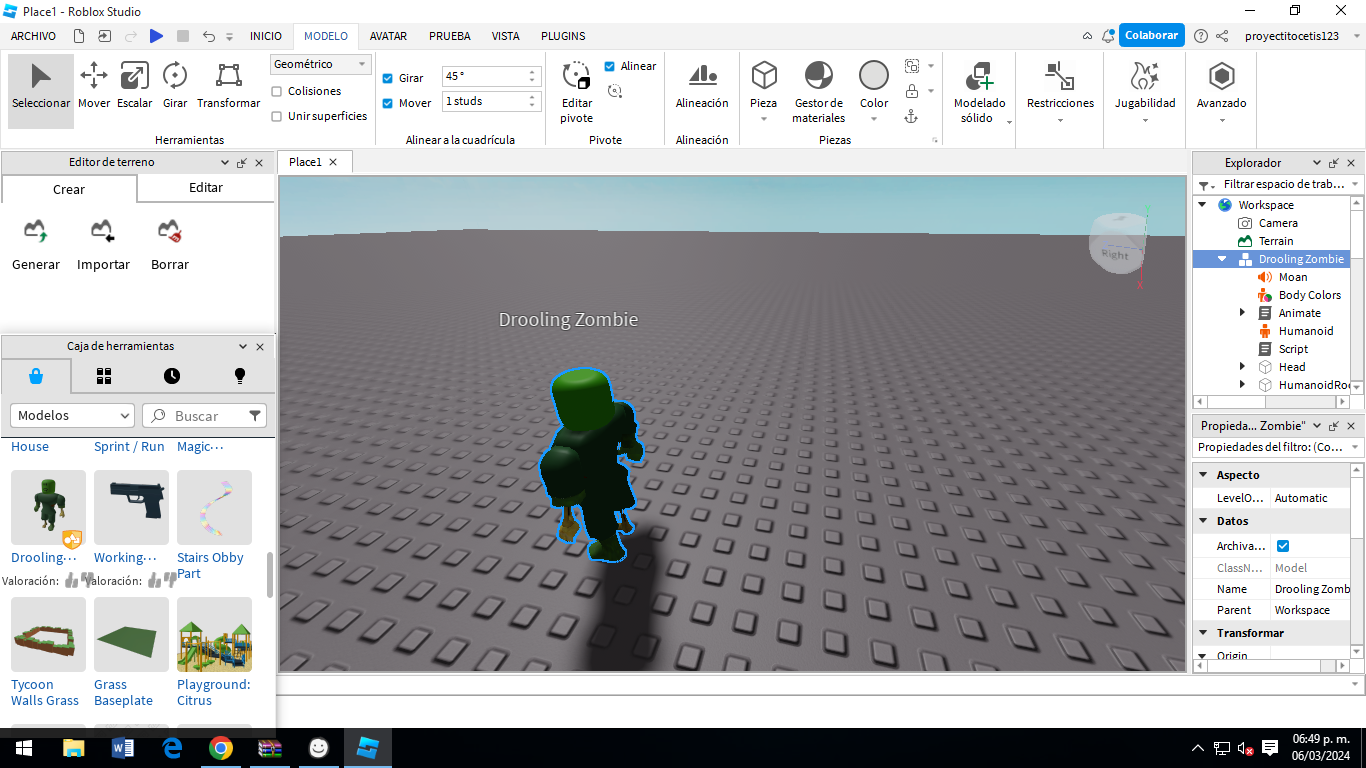 Place1 - Roblox Studio
ARCHIVO
INICIO
MODELO
AVATAR
PRUEBA
VISTA
PLUGINS
Colaborar
proyectitocetis123
Seleccionar
Mover
Escalar
Girar
Transformar
Geométrico
Colisiones
Unir superficies
Herramientas
Girar
45 °
Mover
1 studs
Alinear a la cuadrícula
Editar
pivote
Alinear
Pivote
Alineación
Alineación
Pieza
Gestor de
materiales
Color
Piezas
Modelado
sólido
Restricciones
Jugabilidad
Avanzado
Editor de terreno
Crear
Editar
Generar
Importar
Borrar
Caja de herramientas
Modelos
Buscar
House
Sprint / Run
Magic...
Drooling...
Working...
Stairs Obby
Part
Valoración:
Valoración:
Tycoon
Walls Grass
Grass
Baseplate
Playground:
Citrus
Place1
Drooling Zombie
Right
X
Explorador
Filtrar espacio de trab...
Workspace
Camera
Terrain
Drooling Zombie
Moan
Body Colors
Animate
Humanoid
Script
Head
HumanoidRoo
Propieda... Zombie"
Propiedades del filtro: (Co...
Aspecto
LevelO...
Automatic
Datos
Archiva...
ClassN...
Model
Name
Drooling Zomb
Parent
Workspace
Transformar
Origin
06:49 p. m.
06/03/2024